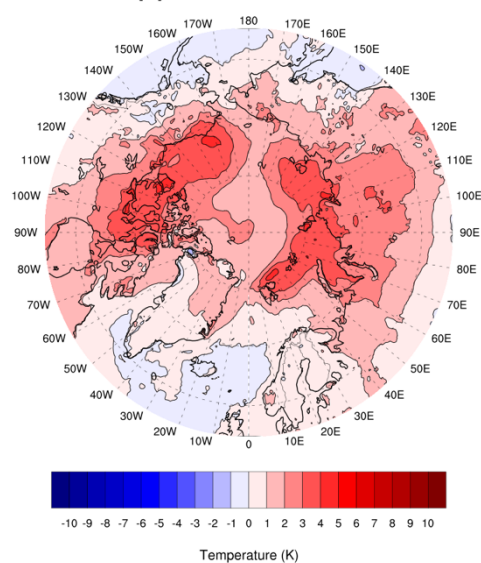 180
170W 170E
160W 160E
150W 150E
140W 140E
130W 130E
120W 120E
110W 110E
100W 100E
90W 90E
80W 80E
70W 70E
60W 60E
50W 50E
40W 40E
30W 30E
20W 20E
10W 10E
0
-10 -9 -8 -7 -6 -5 -4 -3 -2 -1 0 1 2 3 4 5 6 7 8 9 10
Temperature (K)